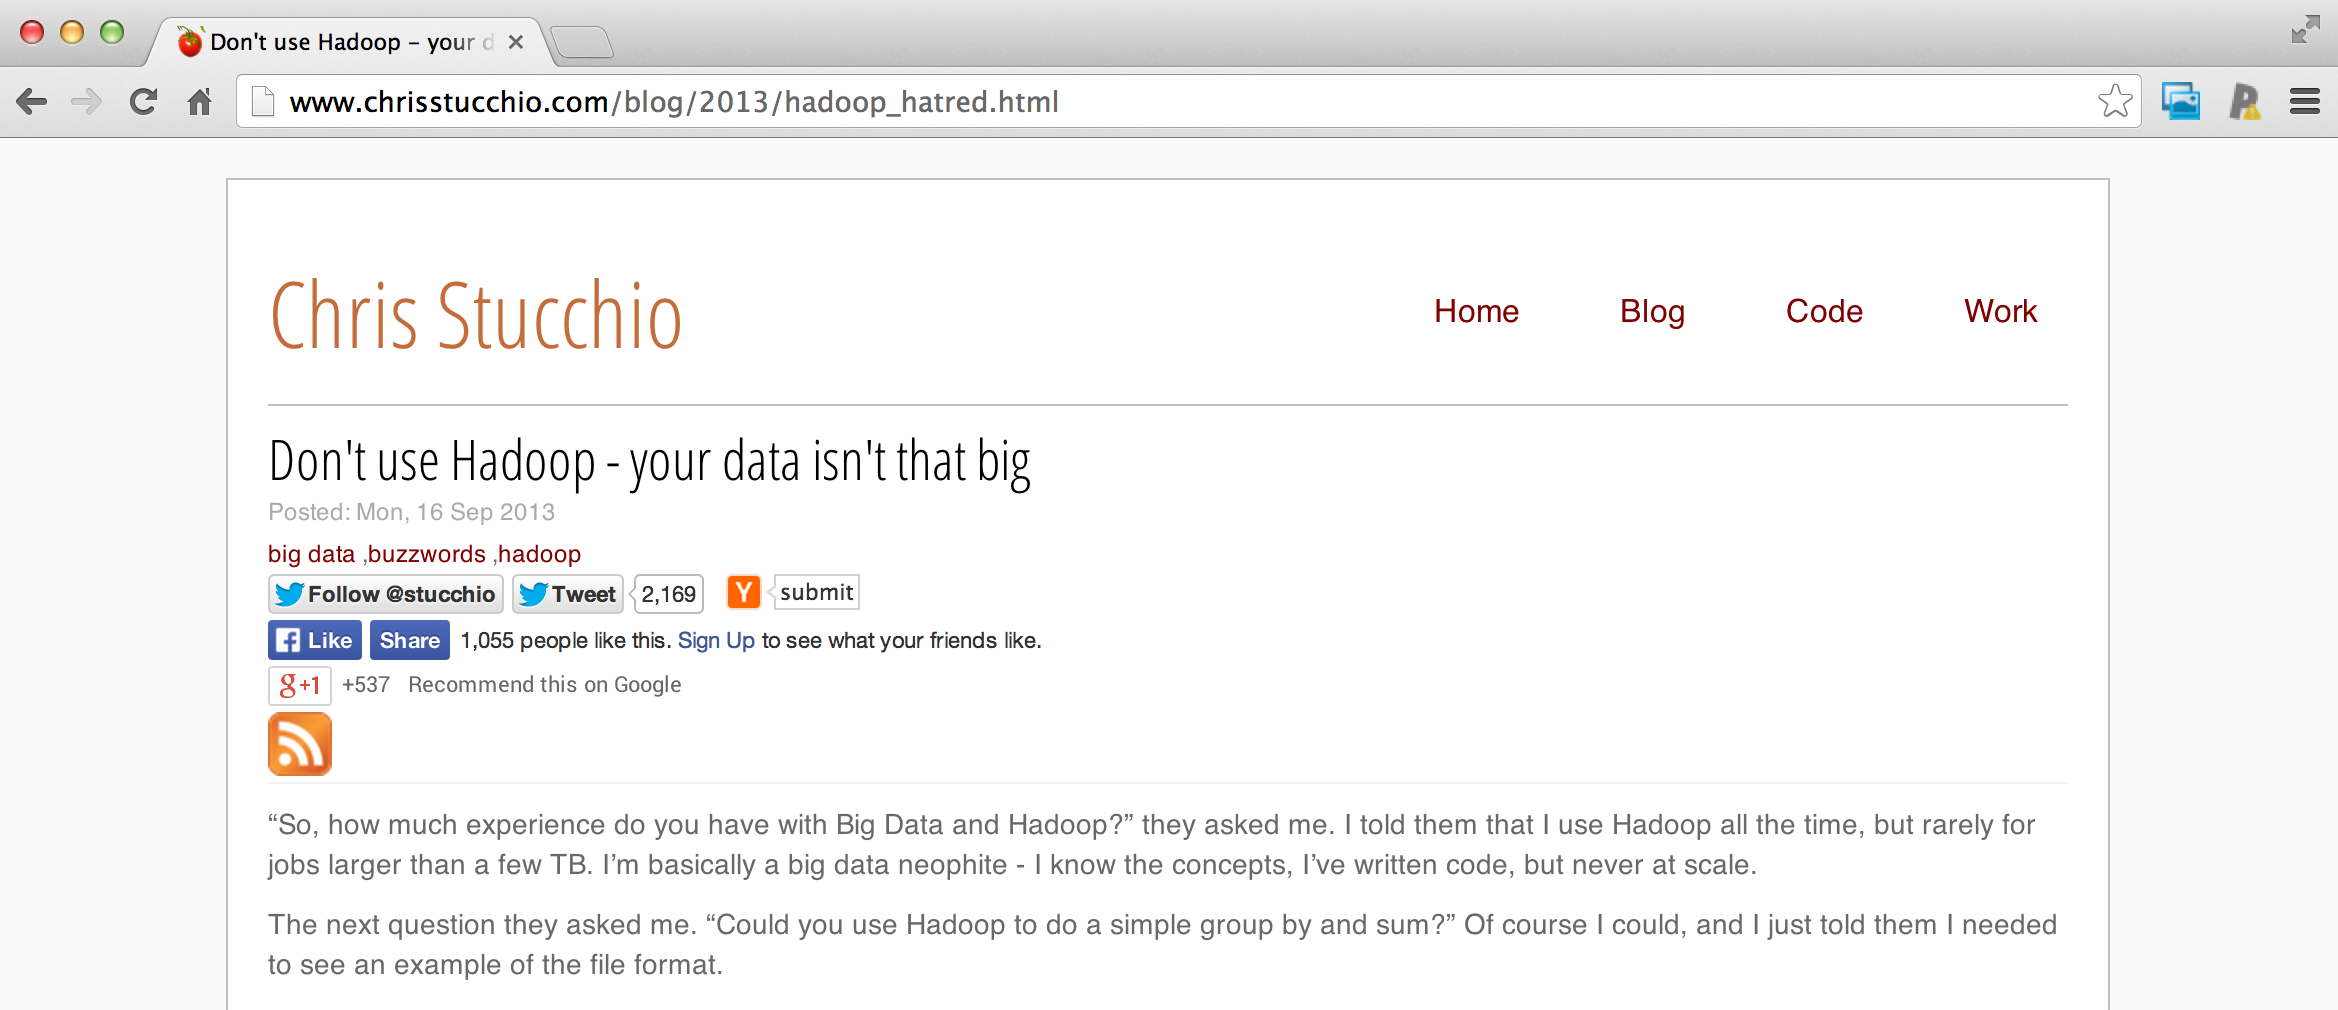 Don't use Hadoop – your d
www.chrisstucchio.com/blog/2013/hadoop_hatred.html
Chris Stucchio
Home Blog Code Work
Don't use Hadoop - your data isn't that big
Posted: Mon, 16 Sep 2013
big data ,buzzwords ,hadoop
Follow @stucchio Tweet 2,169 Y submit
f Like Share 1,055 people like this. Sign Up to see what your friends like.
g+1 +537 Recommend this on Google
“So, how much experience do you have with Big Data and Hadoop?” they asked me. I told them that I use Hadoop all the time, but rarely for
jobs larger than a few TB. I’m basically a big data neophite - I know the concepts, I’ve written code, but never at scale.
The next question they asked me. “Could you use Hadoop to do a simple group by and sum?” Of course I could, and I just told them I needed
to see an example of the file format.